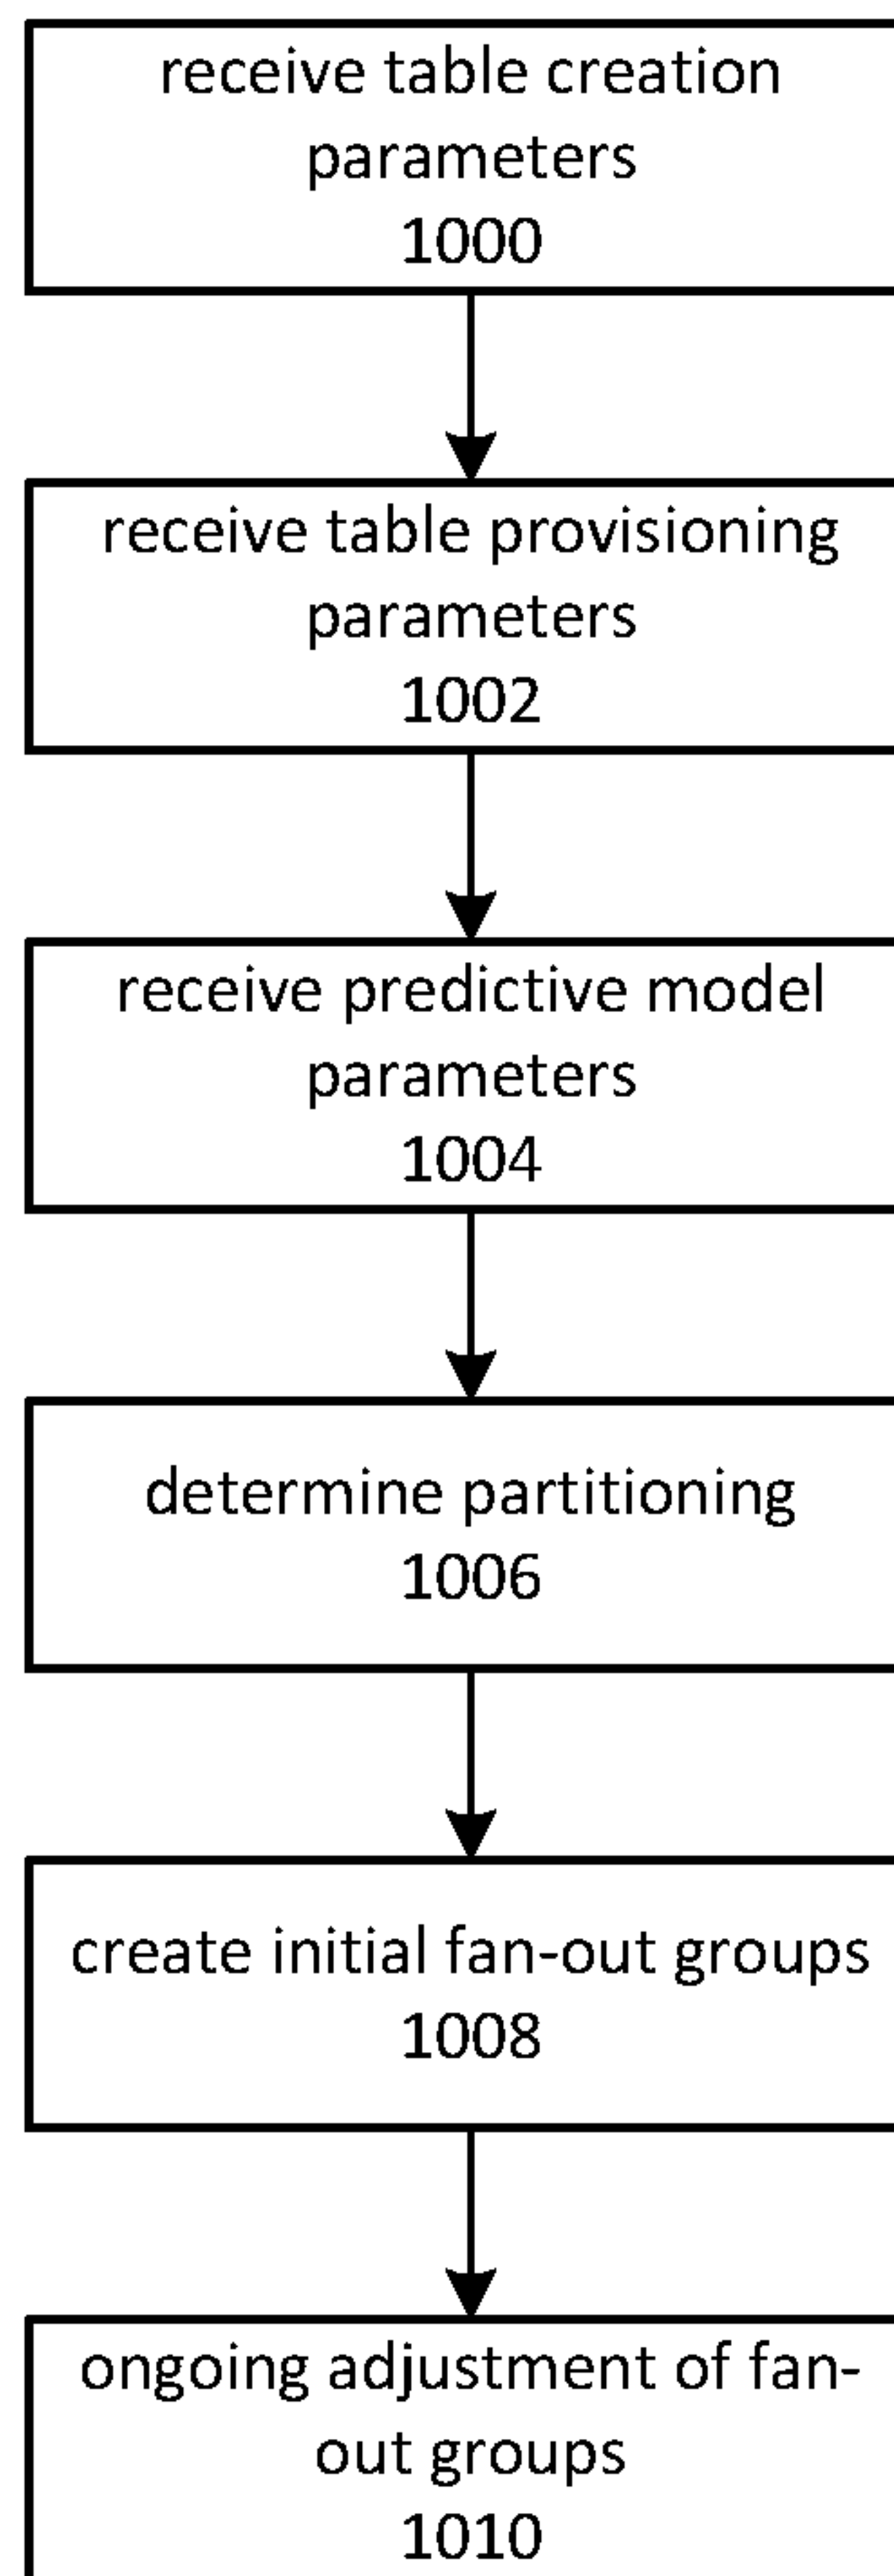 receive table creation
parameters
1000
receive table provisioning
parameters
1002
receive predictive model
parameters
1004
determine partitioning
1006
create initial fan-out groups
1008
ongoing adjustment of fan-
out groups
1010